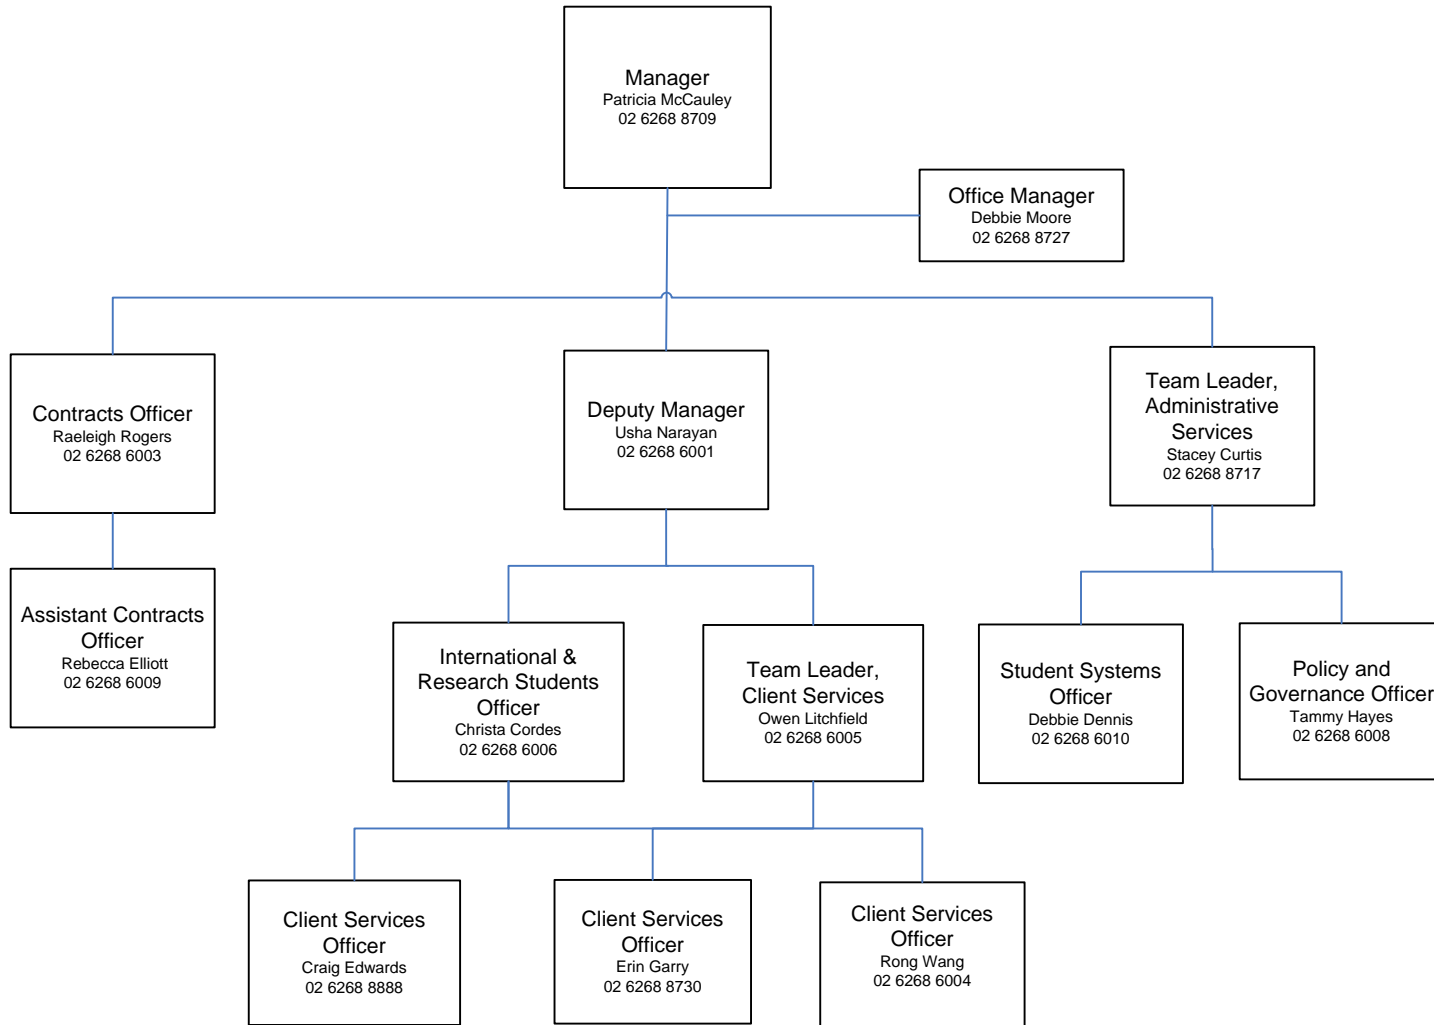 Manager
Patricia McCauley
02 6268 8709
Office Manager
Debbie Moore
02 6268 8727
Contracts Officer
Raeleigh Rogers
02 6268 6003
Deputy Manager
Usha Narayan
02 6268 6001
Team Leader,
Administrative
Services
Stacey Curtis
02 6268 8717
Assistant Contracts
Officer
Rebecca Elliott
02 6268 6009
International &
Research Students
Officer
Christa Cordes
02 6268 6006
Team Leader,
Client Services
Owen Litchfield
02 6268 6005
Student Systems
Officer
Debbie Dennis
02 6268 6010
Policy and
Governance Officer
Tammy Hayes
02 6268 6008
Client Services
Officer
Craig Edwards
02 6268 8888
Client Services
Officer
Erin Garry
02 6268 8730
Client Services
Officer
Rong Wang
02 6268 6004